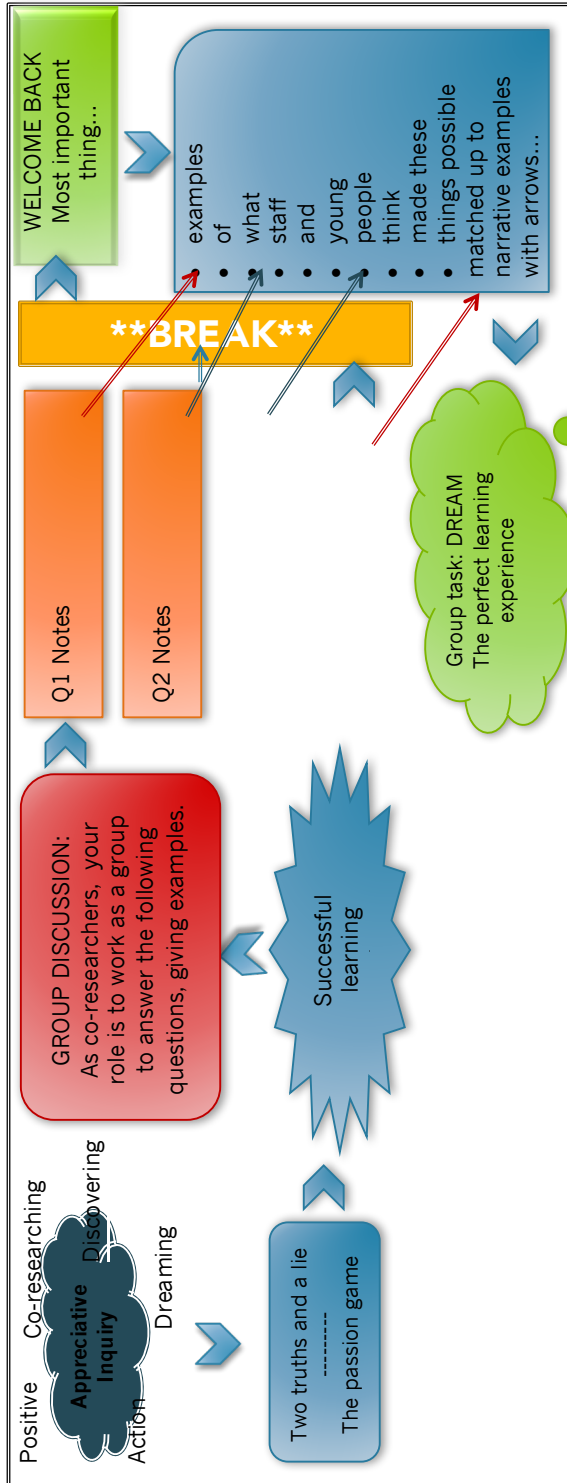 Positive
Co-researching
Appreciative
Inquiry
Discovering
Action
Dreaming
Two truths and a lie
---------
The passion game
Successful
learning
GROUP DISCUSSION:
As co-researchers, your
role is to work as a group
to answer the following
questions, giving examples.
Q1 Notes
Q2 Notes
**BREAK**
WELCOME BACK
Most important
thing...
• examples
• of
• what
• staff
• and
• young
• people
• think
• made these
• things possible
matched up to
narrative examples
with arrows...
Group task: DREAM
The perfect learning
experience